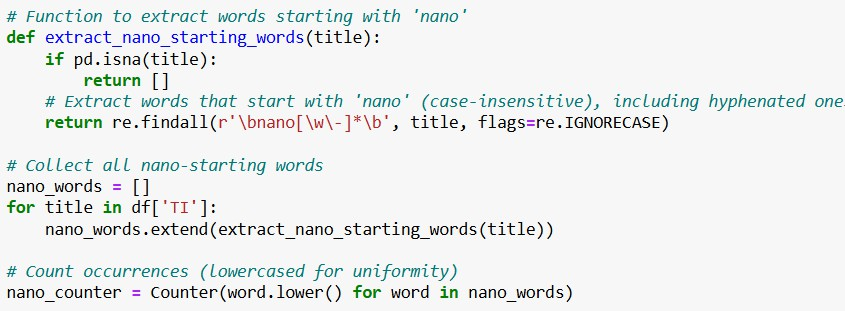 # Function to extract words starting with 'nano'
def extract_nano_starting_words(title):
    if pd.isna(title):
        return []
    # Extract words that start with 'nano' (case-insensitive), including hyphenated one
    return re.findall(r'\bnano[\w\-]*\b', title, flags=re.IGNORECASE)

# Collect all nano-starting words
nano_words = []
for title in df['TI']:
    nano_words.extend(extract_nano_starting_words(title))

# Count occurrences (lowercased for uniformity)
nano_counter = Counter(word.lower() for word in nano_words)